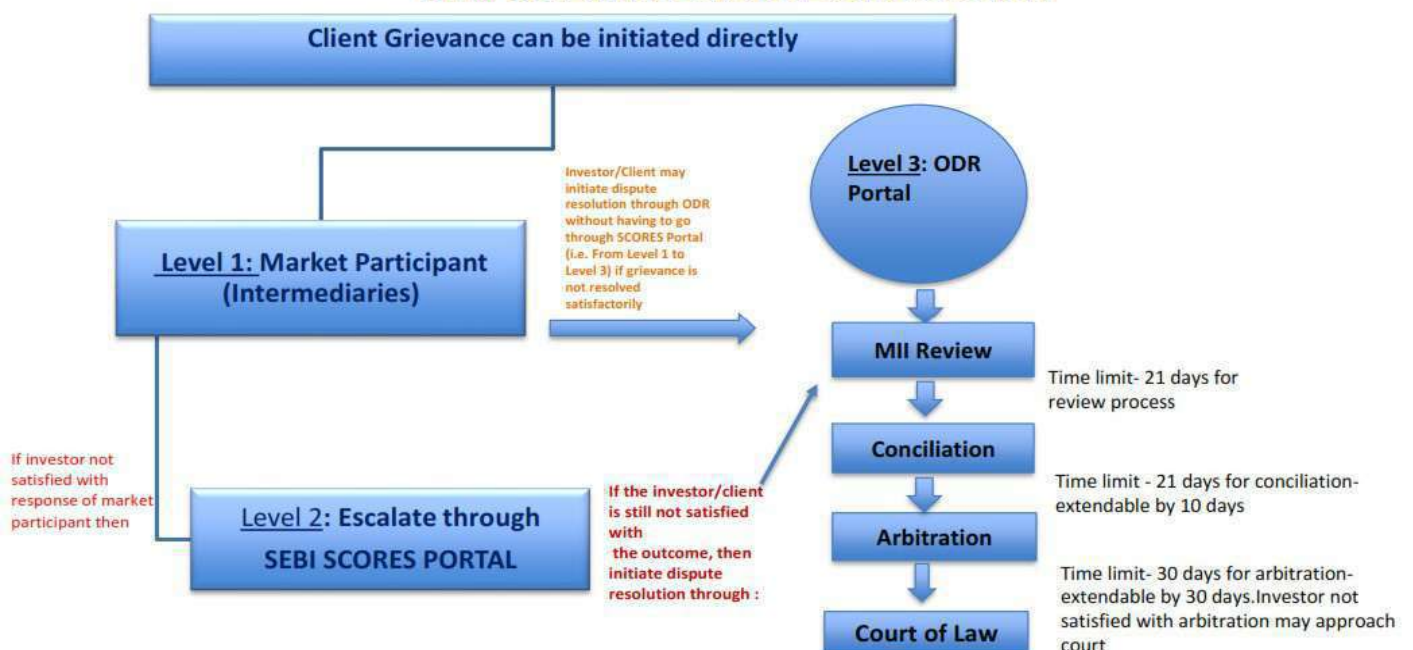 Client Grievance can be initiated directly
Investor/Client may
initiate dispute
resolution through ODR
without having to go
through SCORES Portal
(i.e. From Level 1 to
Level 3) if grievance is
not resolved
satisfactorily
Level 3: ODR
Portal
Level 1: Market Participant
(Intermediaries)
MII Review
Time limit- 21 days for
review process
Conciliation
If investor not
satisfied with
response of market
participant then
Level 2: Escalate through
SEBI SCORES PORTAL
If the investor/client
is still not satisfied
with
the outcome, then
initiate dispute
resolution through :
Time limit - 21 days for conciliation-
extendable by 10 days
Arbitration
Time limit- 30 days for arbitration-
extendable by 30 days.Investor not
satisfied with arbitration may approach
court
Court of Law